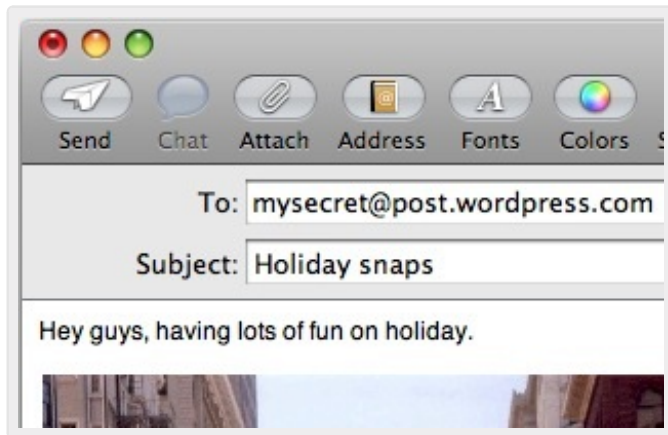 Send Chat Attach Address Fonts Colors
To: mysecret@post.wordpress.com
Subject: Holiday snaps
Hey guys, having lots of fun on holiday.